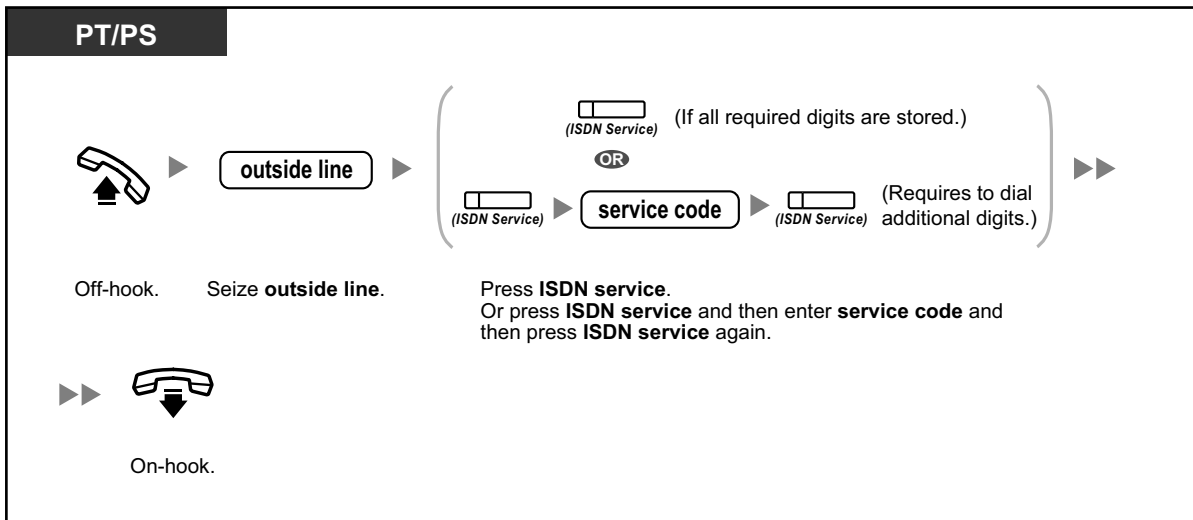 PT/PS
(ISDN Service)
(If all required digits are stored.)
OR
outside line
(ISDN Service)
service code
(ISDN Service)
(Requires to dial
additional digits.)
Off-hook.
Seize outside line.
Press ISDN service.
Or press ISDN service and then enter service code and
then press ISDN service again.
On-hook.